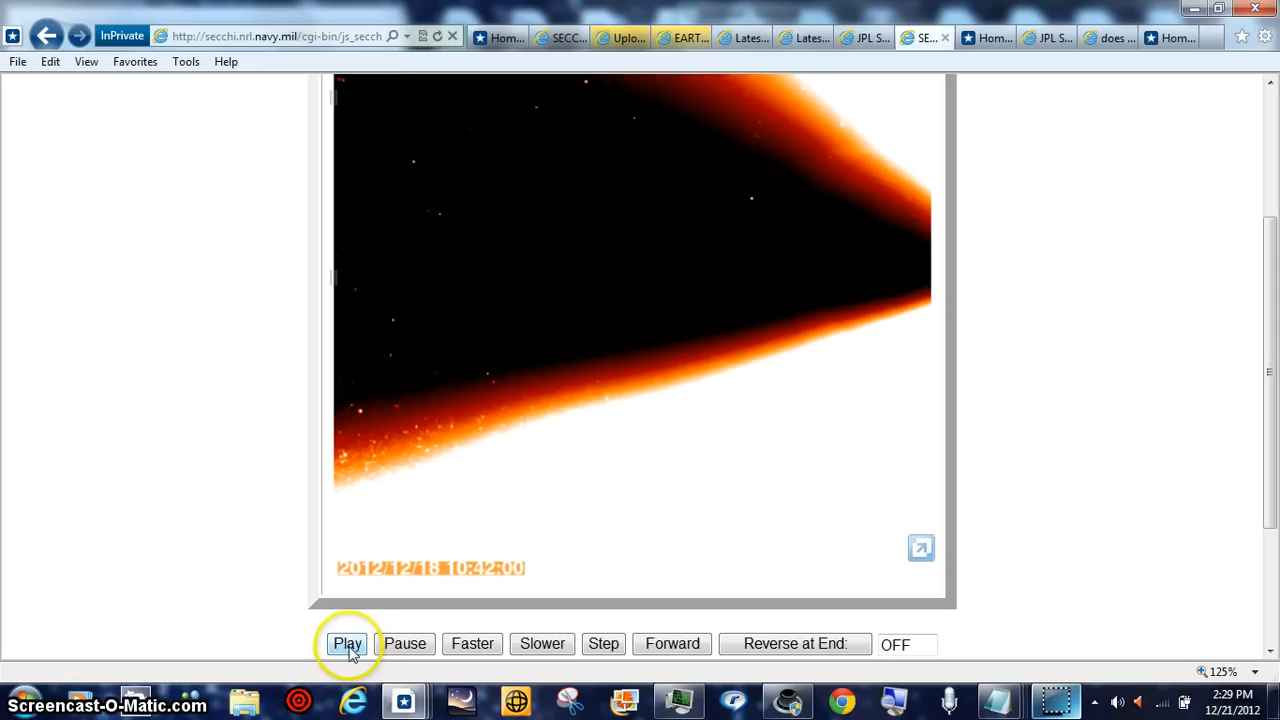 InPrivate
http://secchi.nrl.navy.mil/cgi-bin/js_secch
Hom...
SECC...
Uplo...
EART...
Lates...
Lates...
JPL S...
SE...
Hom...
JPL S...
does ...
Hom...
File Edit View Favorites Tools Help
2012/12/18 10:42:00
Play Pause Faster Slower Step Forward Reverse at End: OFF
125%
Screencast-O-Matic.com
2:29 PM
12/21/2012